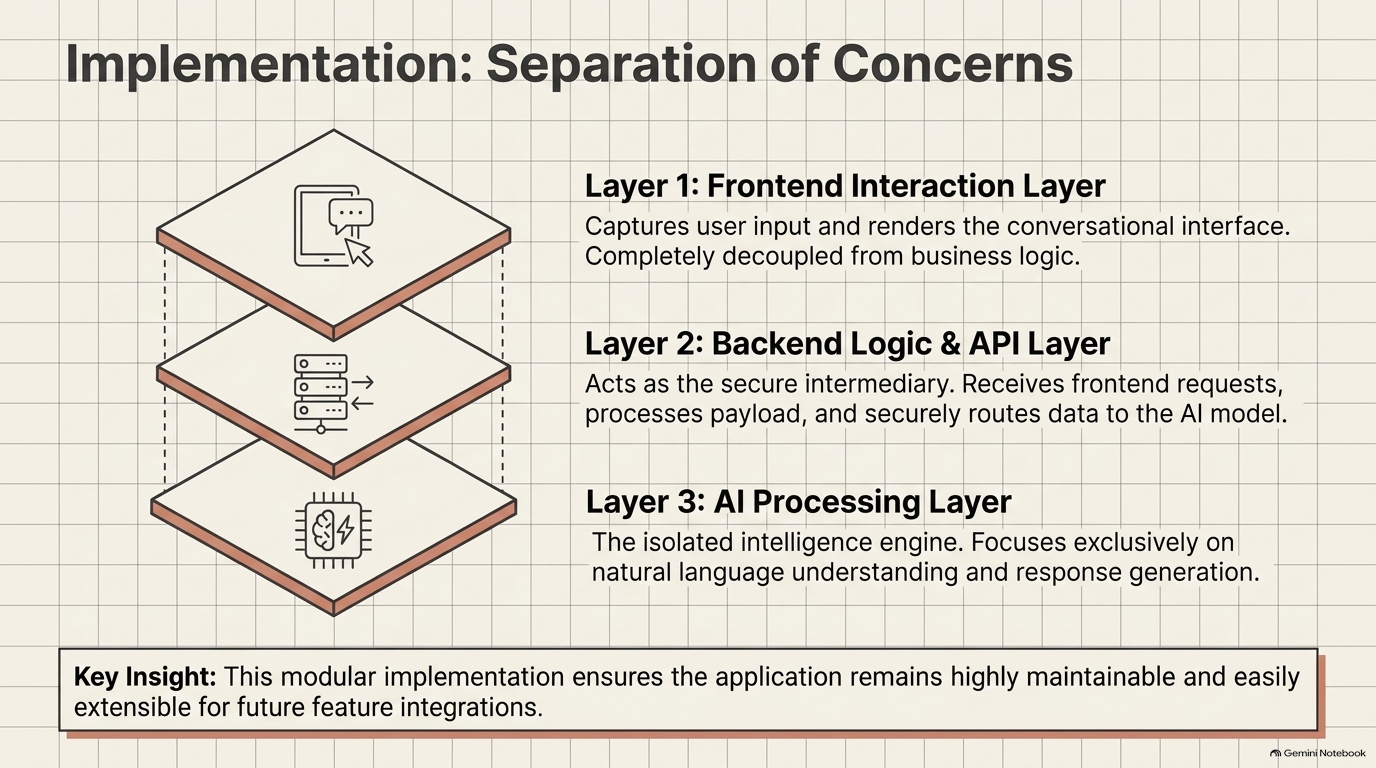 Implementation: Separation of Concerns
Layer 1: Frontend Interaction Layer
Captures user input and renders the conversational interface.
Completely decoupled from business logic.
Layer 2: Backend Logic & API Layer
Acts as the secure intermediary. Receives frontend requests,
processes payload, and securely routes data to the AI model.
Layer 3: AI Processing Layer
The isolated intelligence engine. Focuses exclusively on
natural language understanding and response generation.
Key Insight: This modular implementation ensures the application remains highly maintainable and easily
extensible for future feature integrations.
Gemini Notebook